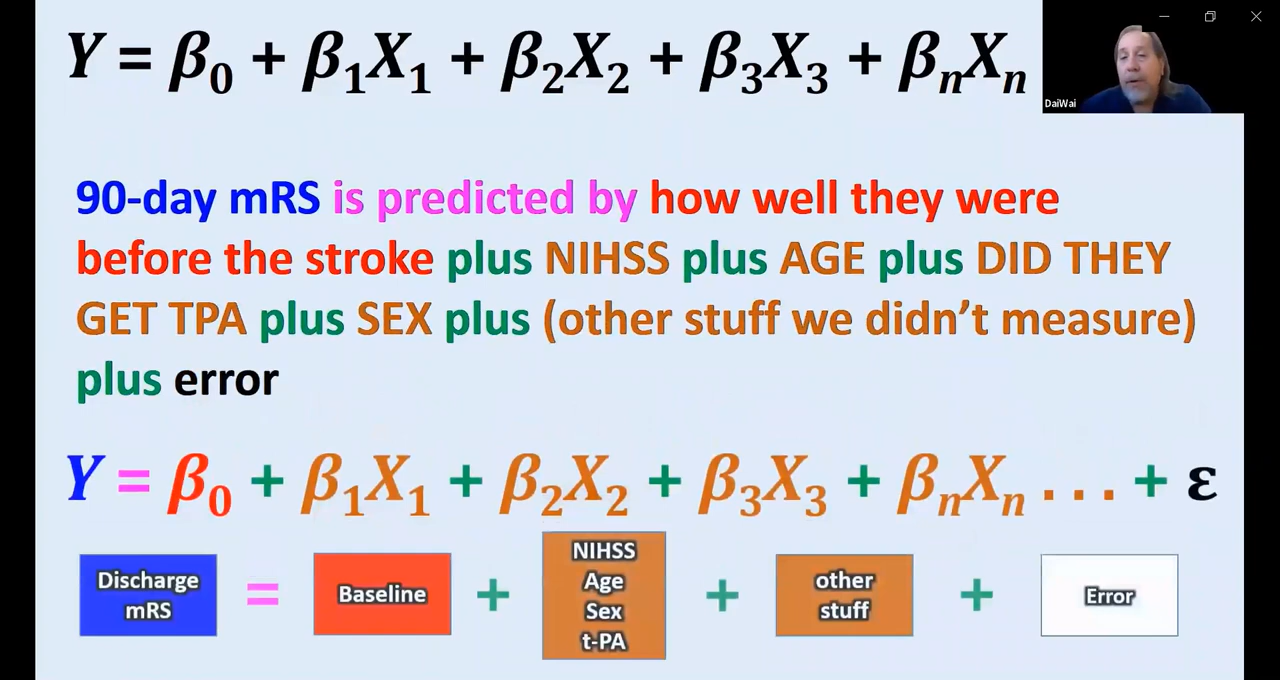 Y = β₀ + β₁X₁ + β₂X₂ + β₃X₃ + βₙXₙ
DaiWai
90-day mRS is predicted by how well they were
before the stroke plus NIHSS plus AGE plus DID THEY
GET TPA plus SEX plus (other stuff we didn’t measure)
plus error
Y = β₀ + β₁X₁ + β₂X₂ + β₃X₃ + βₙXₙ ... + ε
Discharge
mRS
=
Baseline
+
NIHSS
Age
Sex
t-PA
+
other
stuff
+
Error